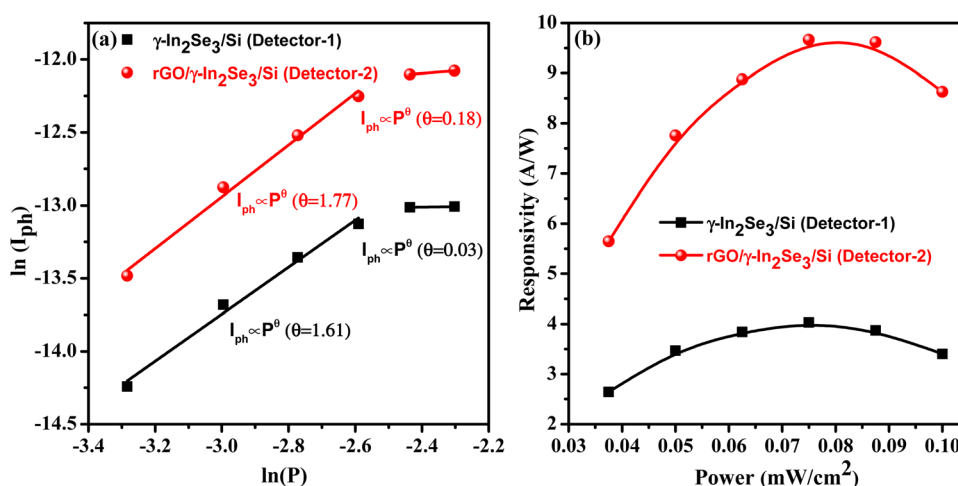 (a)
γ-In2Se3/Si (Detector-1)
rGO/γ-In2Se3/Si (Detector-2)
Iph∝Pθ (θ=0.18)
Iph∝Pθ (θ=1.77)
Iph∝Pθ (θ=0.03)
Iph∝Pθ (θ=1.61)
-12.0
-12.5
-13.0
-13.5
-14.0
-14.5
ln (Iph)
-3.4 -3.2 -3.0 -2.8 -2.6 -2.4 -2.2
ln(P)
(b)
10
9
8
7
6
5
4
3
2
Responsivity (A/W)
γ-In2Se3/Si (Detector-1)
rGO/γ-In2Se3/Si (Detector-2)
0.03 0.04 0.05 0.06 0.07 0.08 0.09 0.10
Power (mW/cm2)